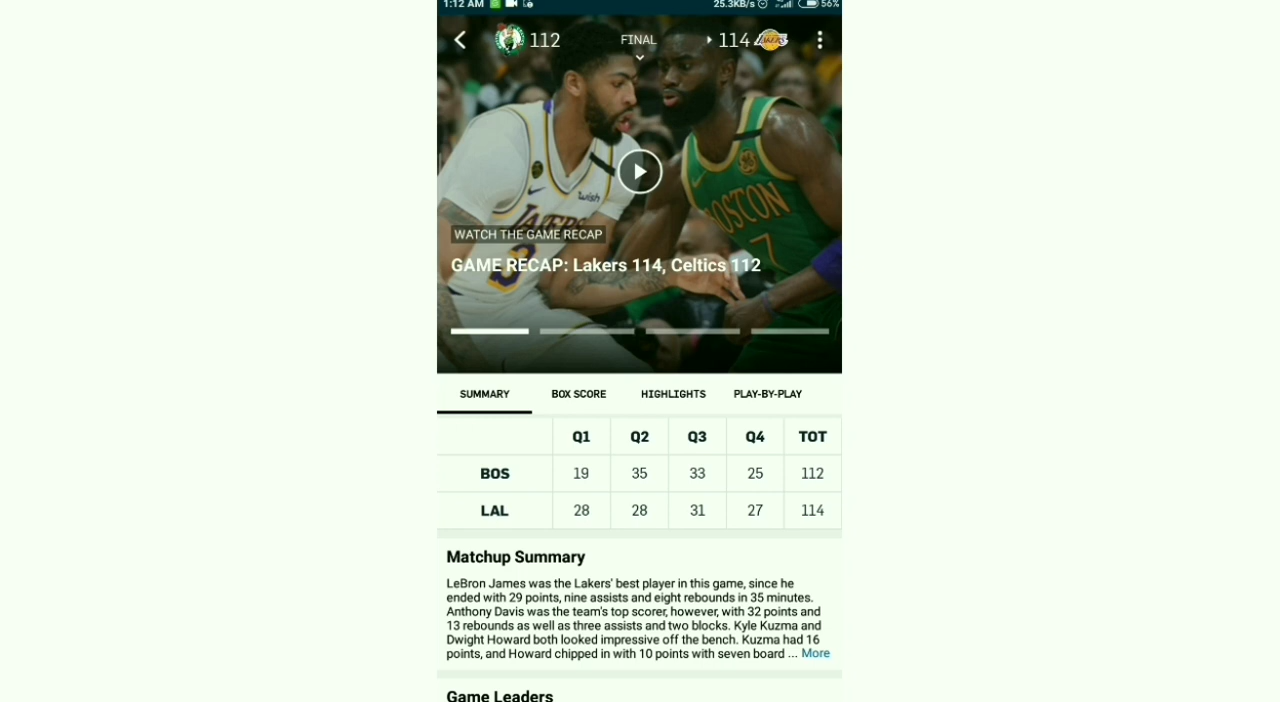 1:12 AM 25.3KB/s 56%
112 FINAL 114 LAKERS
wish
LAKERS
BOSTON
7
3
WATCH THE GAME RECAP
GAME RECAP: Lakers 114, Celtics 112
SUMMARY BOX SCORE HIGHLIGHTS PLAY-BY-PLAY
Q1 Q2 Q3 Q4 TOT
BOS 19 35 33 25 112
LAL 28 28 31 27 114
Matchup Summary
LeBron James was the Lakers' best player in this game, since he
ended with 29 points, nine assists and eight rebounds in 35 minutes.
Anthony Davis was the team's top scorer, however, with 32 points and
13 rebounds as well as three assists and two blocks. Kyle Kuzma and
Dwight Howard both looked impressive off the bench. Kuzma had 16
points, and Howard chipped in with 10 points with seven board ... More
Game Leaders